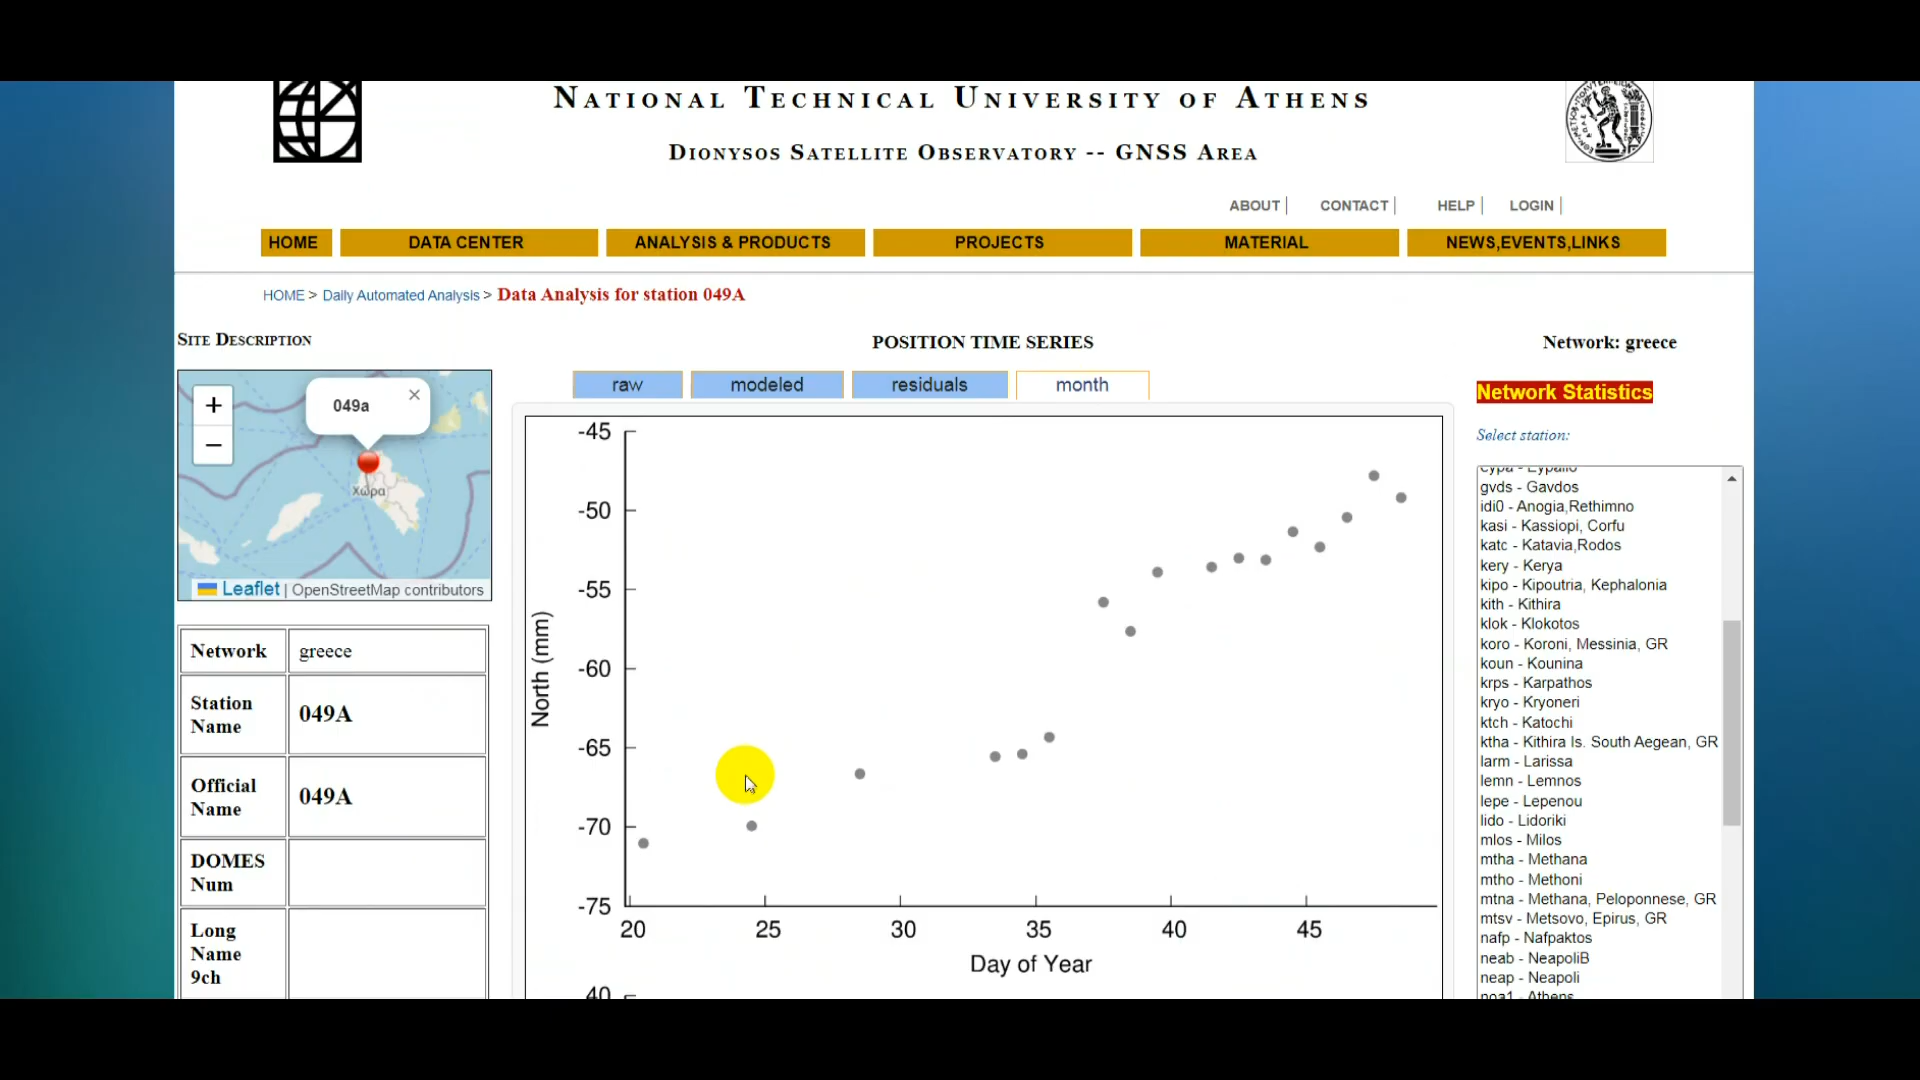 NATIONAL TECHNICAL UNIVERSITY OF ATHENS
DIONYSOS SATELLITE OBSERVATORY -- GNSS AREA
ABOUT | CONTACT | HELP | LOGIN |
HOME DATA CENTER ANALYSIS & PRODUCTS PROJECTS MATERIAL NEWS,EVENTS,LINKS
HOME > Daily Automated Analysis > Data Analysis for station 049A
SITE DESCRIPTION
+
−
049a ×
Χώρα
Leaflet | OpenStreetMap contributors
Network greece
Station Name 049A
Official Name 049A
DOMES Num
Long Name 9ch
POSITION TIME SERIES
raw modeled residuals month
-45
-50
-55
-60
-65
-70
-75
North (mm)
20 25 30 35 40 45
Day of Year
40
Network: greece
Network Statistics
Select station:
gvds - Gavdos
idi0 - Anogia,Rethimno
kasi - Kassiopi, Corfu
katc - Katavia,Rodos
kery - Kerya
kipo - Kipoutria, Kephalonia
kith - Kithira
klok - Klokotos
koro - Koroni, Messinia, GR
koun - Kounina
krps - Karpathos
kryo - Kryoneri
ktch - Katochi
ktha - Kithira Is. South Aegean, GR
larm - Larissa
lemn - Lemnos
lepe - Lepenou
lido - Lidoriki
mlos - Milos
mtha - Methana
mtho - Methoni
mtna - Methana, Peloponnese, GR
mtsv - Metsovo, Epirus, GR
nafp - Nafpaktos
neab - NeapoliB
neap - Neapoli
noa1 - Athens